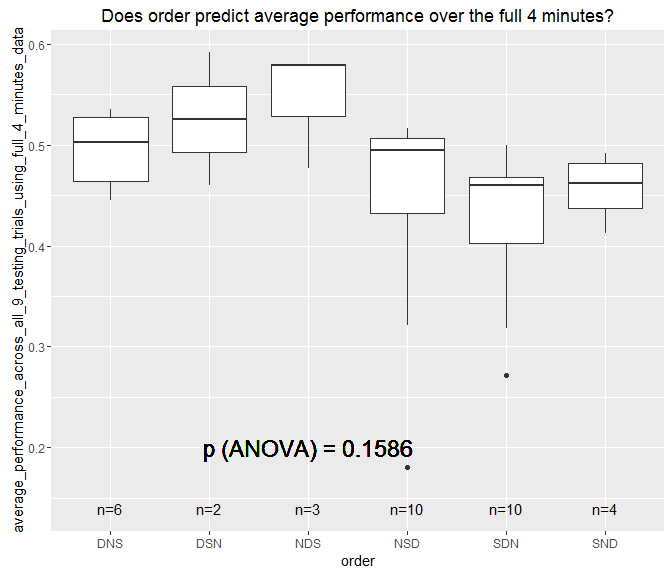 Does order predict average performance over the full 4 minutes?
average_performance_across_all_9_testing_trials_using_full_4_minutes_data
0.6
0.5
0.4
0.3
0.2
p (ANOVA) = 0.1586
n=6 n=2 n=3 n=10 n=10 n=4
DNS DSN NDS NSD SDN SND
order